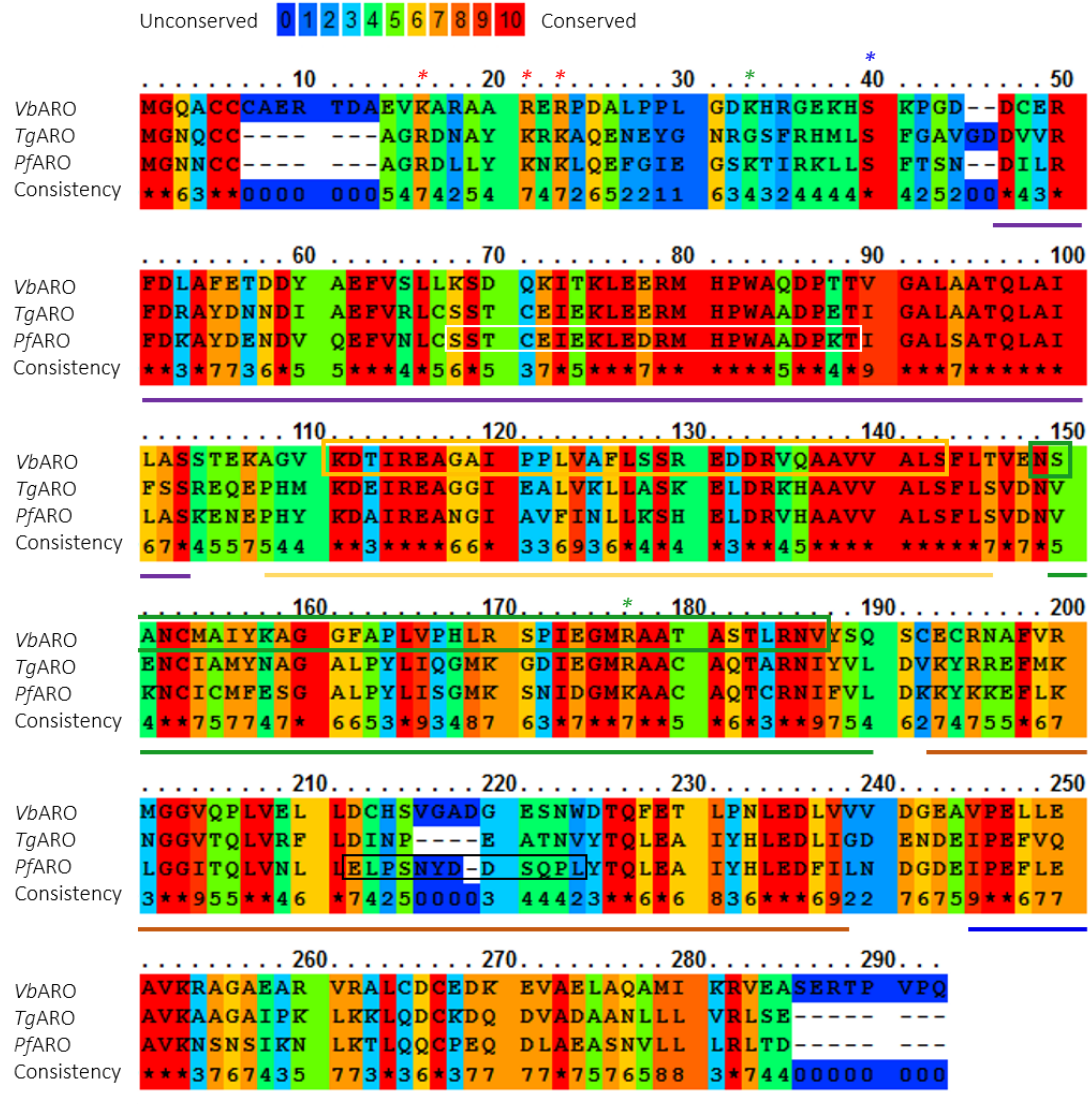 Unconserved 0 1 2 3 4 5 6 7 8 9 10 Conserved
* * * * *
. . . . . . . . . 10 . . . . . . . . . 20 . . . . . . . . . 30 . . . . . . . . . 40 . . . . . . . . . 50
VbARO MGQACCCAER TDAEVKARAA RERPDALPPL GDKHRGEKHS KPGD--DCER
TgARO MGNQCC---- ---AGRDNAY KRKAQENEYG NRGSFRHMLS FGAVGDDVVR
PfARO MGNNCC---- ---AGRDLLY KNKLQEFGIE GSKTIRKLLS FTSN--DILR
Consistency **63**0000 0005474254 7472652211 634324444* 425200*43*
. . . . . . . . . 60 . . . . . . . . . 70 . . . . . . . . . 80 . . . . . . . . . 90 . . . . . . . . . 100
VbARO FDLAFETDDY AEFVSLLKSD QKITKLEERM HPWAQDPTTV GALAATQLAI
TgARO FDRAYDNNDI AEFVRLCSST CEIEKLEERM HPWAADPETI GALAATQLAI
PfARO FDKAYDENDV QEFVNLCSST CEIEKLEDRM HPWAADPKTI GALSATQLAI
Consistency **3*7736*5 5***4*56*5 37*5***7** ****5**4*9 ***7******
. . . . . . . . . 110 . . . . . . . . . 120 . . . . . . . . . 130 . . . . . . . . . 140 . . . . . . . . . 150
VbARO LASSTEKAGV KDTIREAGAI PPLVAFLSSR EDDRVQAAVV ALSFLTVENS
TgARO FSSREQEPHM KDEIREAGGI EALVKLLASK ELDRKHAAVV ALSFLSVDNV
PfARO LASKENEPHY KDAIREANGI AVFINLLKSH ELDRVHAAVV ALSFLSVDNV
Consistency 67*4557544 **3****66* 336936*4*4 *3**45**** *****7*7*5
* . . . . . . . . . 160 . . . . . . . . . 170 . . . . . . . . . 180 . . . . . . . . . 190 . . . . . . . . . 200
VbARO ANCMAIYKAG GFAPLVPHLR SPIEGMRAAT ASTLRNVYSQ SCECRNAFVR
TgARO ENCIAMYNAG ALPYLIQGMK GDIEGMRAAC AQTARNIYVL DVKYRREFMK
PfARO KNCICMFESG ALPYLISGMK SNIDGMKAAC AQTCRNIFVL DKKYKKEFLK
Consistency 4**757747* 6653*93487 63*7**7**5 *6*3**9754 6274755*67
. . . . . . . . . 210 . . . . . . . . . 220 . . . . . . . . . 230 . . . . . . . . . 240 . . . . . . . . . 250
VbARO MGGVQPLVEL LDCHSVGADG ESNWDTQFET LPNLEDLVVV DGEAVPELLE
TgARO NGGVTQLVRF LDINP----E ATNVYTQLEA IYHLEDLIGD ENDEIPEFVQ
PfARO LGGITQLVNL LELPSNYD-D SQPLYTQLEA IYHLEDFILN DGDEIPEFLE
Consistency 3**955**46 *742500003 44423**6*6 836***6922 76759**677
. . . . . . . . . 260 . . . . . . . . . 270 . . . . . . . . . 280 . . . . . . . . . 290 . . .
VbARO AVKRAGAEAR VRALCDCEDK EVAELAQAMI KRVEASERTP VPQ
TgARO AVKAAGAIPK LKKLQDCKDQ DVADAANLLL VRLSE----- ---
PfARO AVKNSNSIKN LKTLQQCPEQ DLAEASNVLL LRLTD----- ---
Consistency ***3767435 773*36*377 77*7576588 3*74400000 000